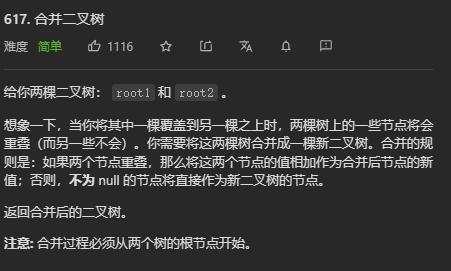 617. 合并二叉树
难度 简单 1116
给你两棵二叉树： root1 和 root2 。
想象一下，当你将其中一棵覆盖到另一棵之上时，两棵树上的一些节点将会
重叠（而另一些不会）。你需要将这两棵树合并成一棵新二叉树。合并的规
则是：如果两个节点重叠，那么将这两个节点的值相加作为合并后节点的新
值；否则，不为 null 的节点将直接作为新二叉树的节点。
返回合并后的二叉树。
注意: 合并过程必须从两个树的根节点开始。